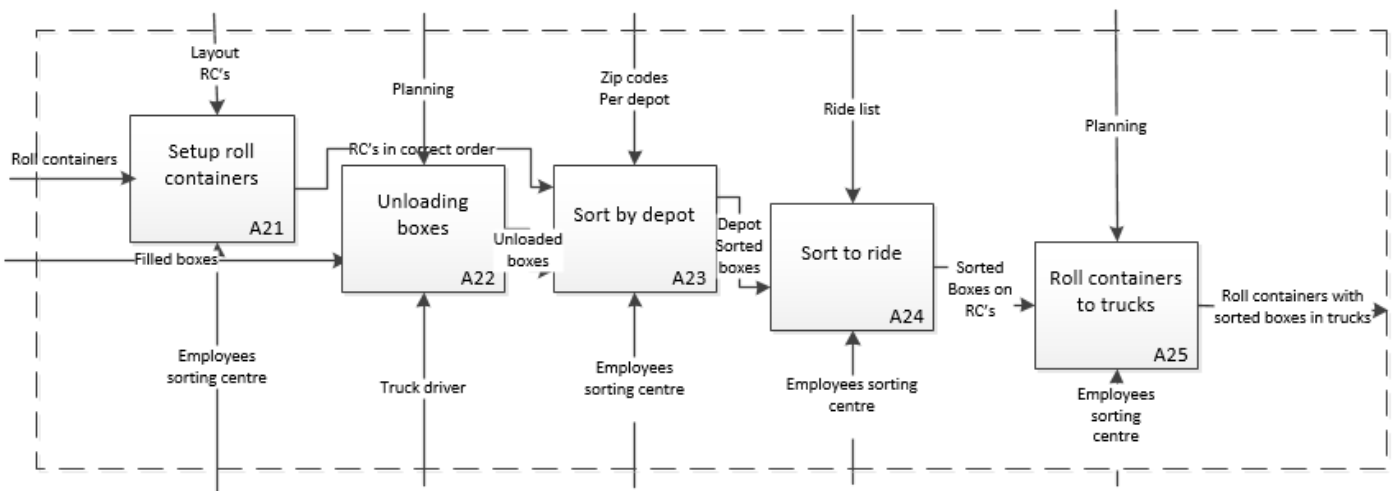 Layout
RC's
Planning
Zip codes
Per depot
Ride list
Planning
Roll containers
Setup roll
containers
A21
RC's in correct order
Filled boxes
Unloading
boxes
A22
Unloaded
boxes
Sort by depot
A23
Depot
Sorted
boxes
Sort to ride
A24
Sorted
Boxes on
RC's
Roll containers
to trucks
A25
Roll containers with
sorted boxes in trucks
Employees
sorting centre
Truck driver
Employees
sorting centre
Employees sorting
centre
Employees
sorting
centre